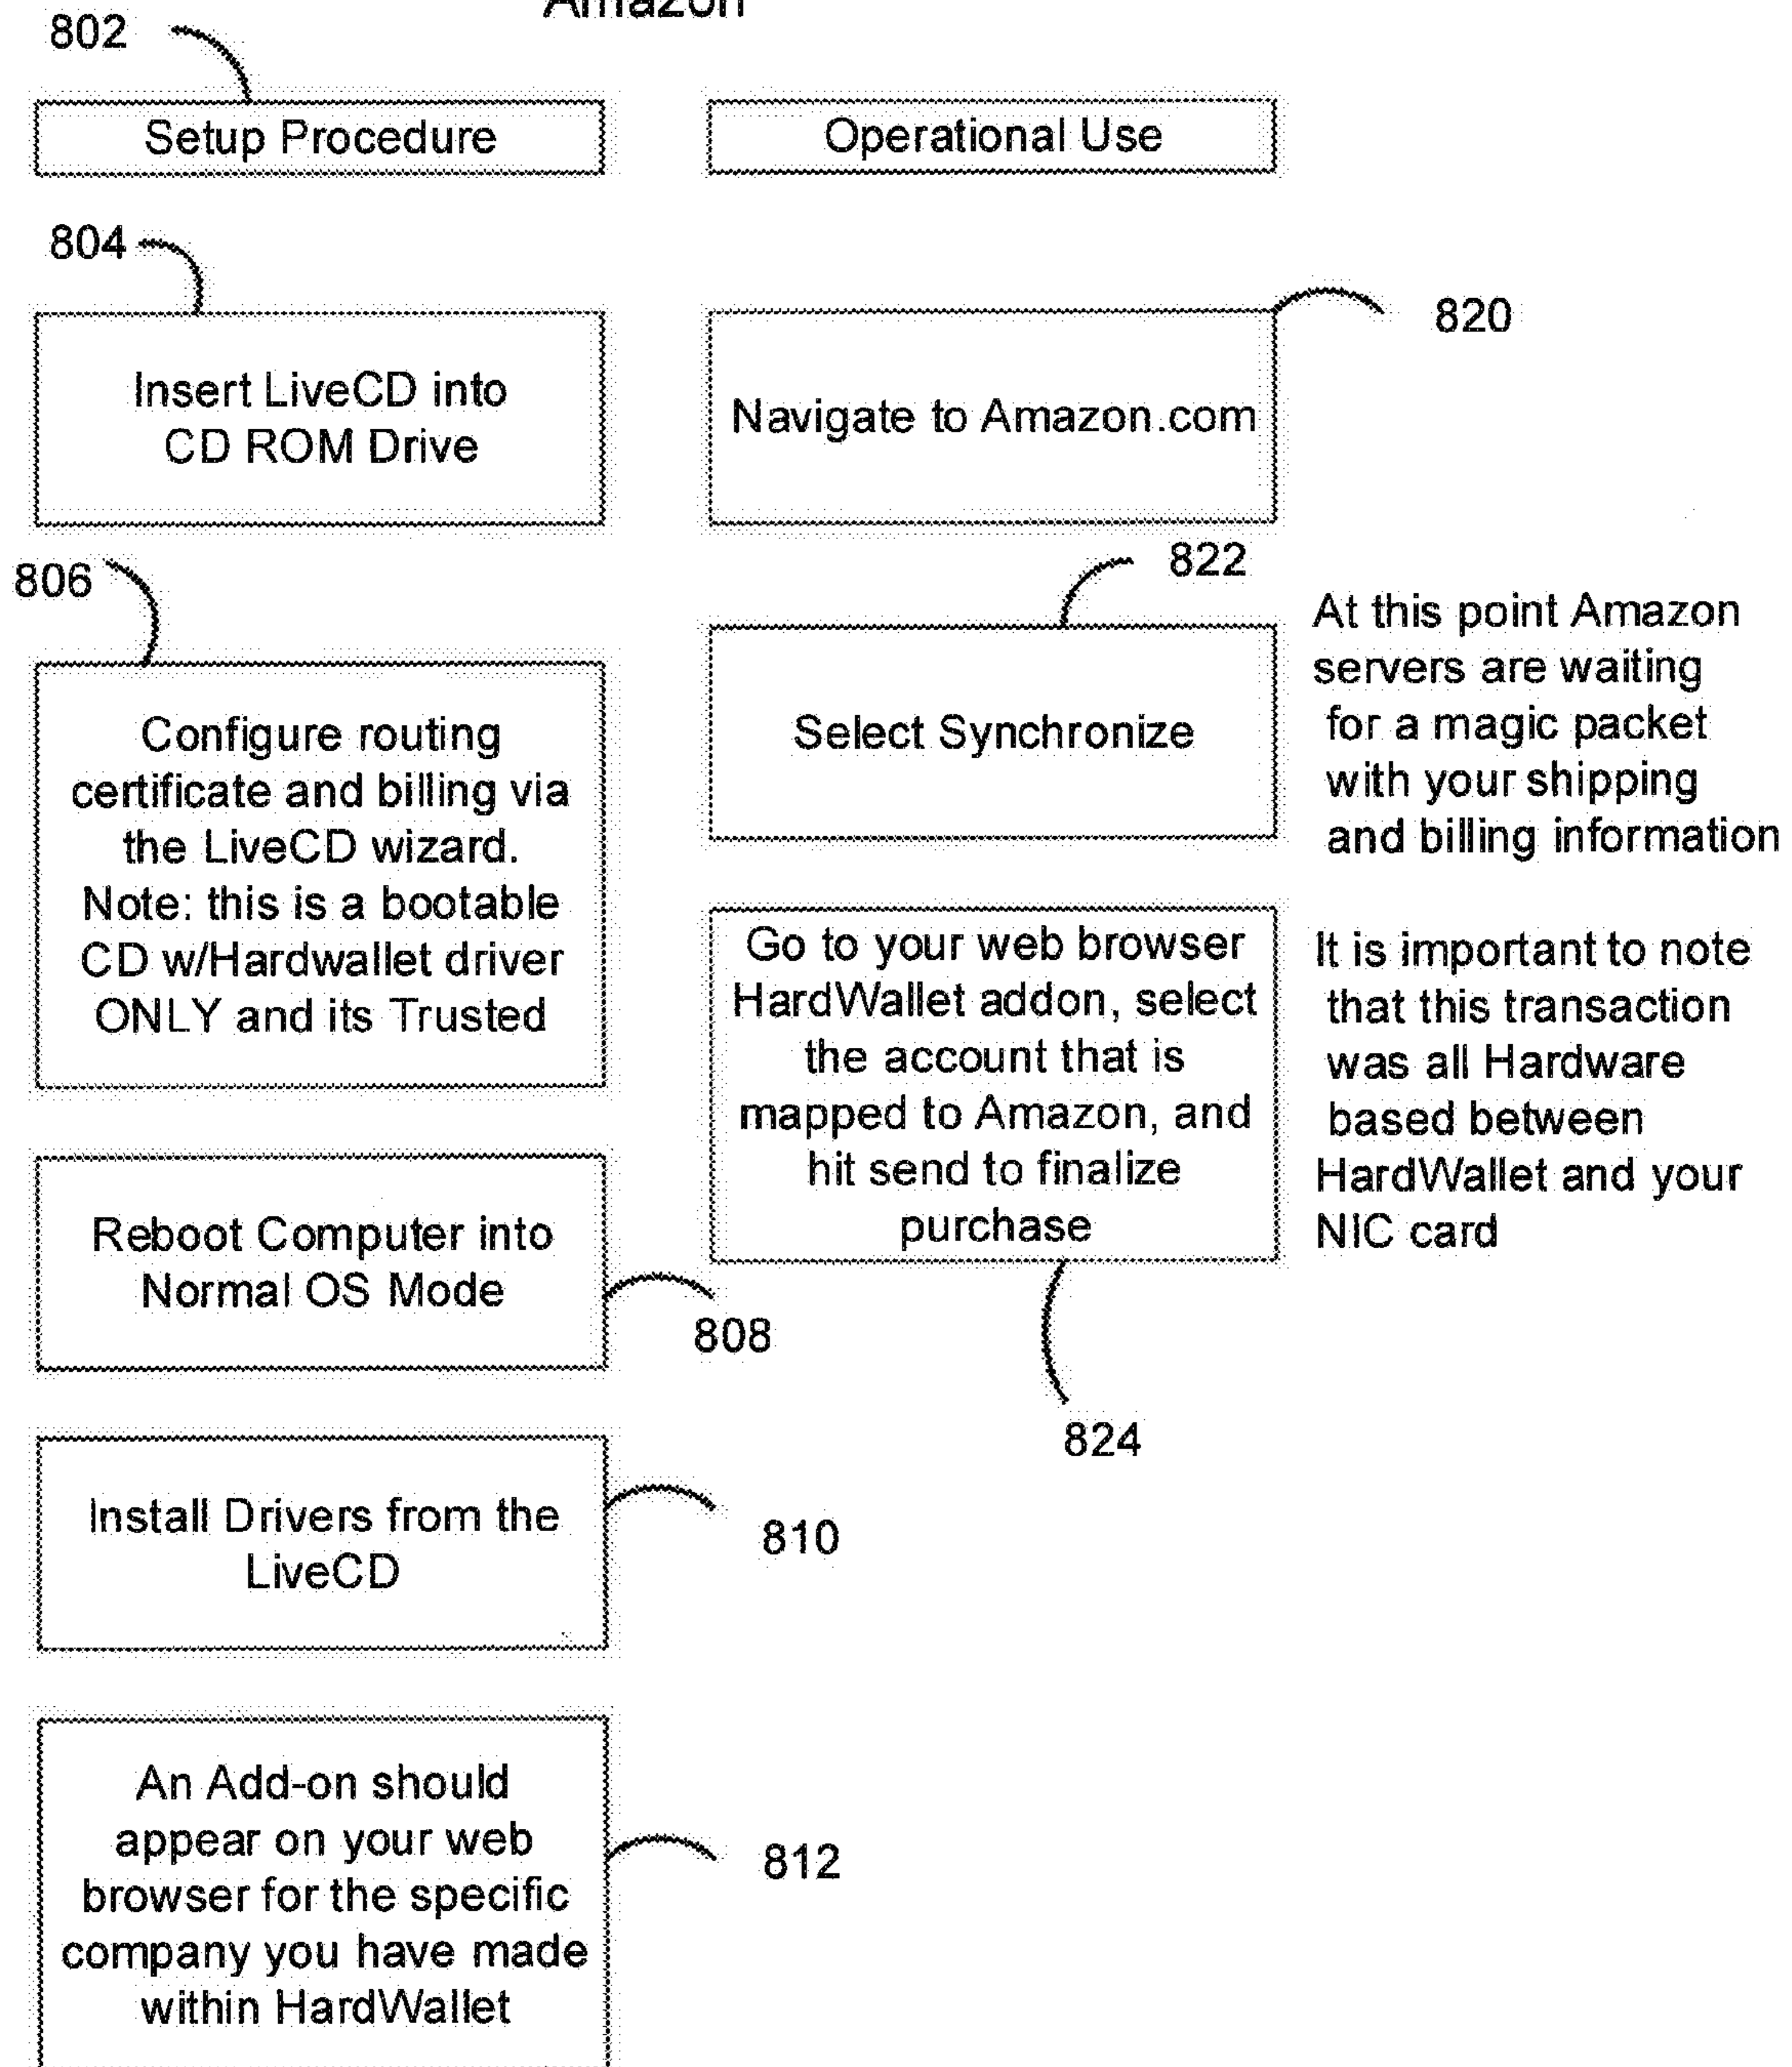 Amazon
802
Setup Procedure
804
Insert LiveCD into
CD ROM Drive
806
Configure routing
certificate and billing via
the LiveCD wizard.
Note: this is a bootable
CD w/Hardwallet driver
ONLY and its Trusted
Reboot Computer into
Normal OS Mode
808
Install Drivers from the
LiveCD
810
An Add-on should
appear on your web
browser for the specific
company you have made
within HardWallet
812
Operational Use
Navigate to Amazon.com
820
822
Select Synchronize
At this point Amazon
servers are waiting
for a magic packet
with your shipping
and billing information
Go to your web browser
HardWallet addon, select
the account that is
mapped to Amazon, and
hit send to finalize
purchase
824
It is important to note
that this transaction
was all Hardware
based between
HardWallet and your
NIC card